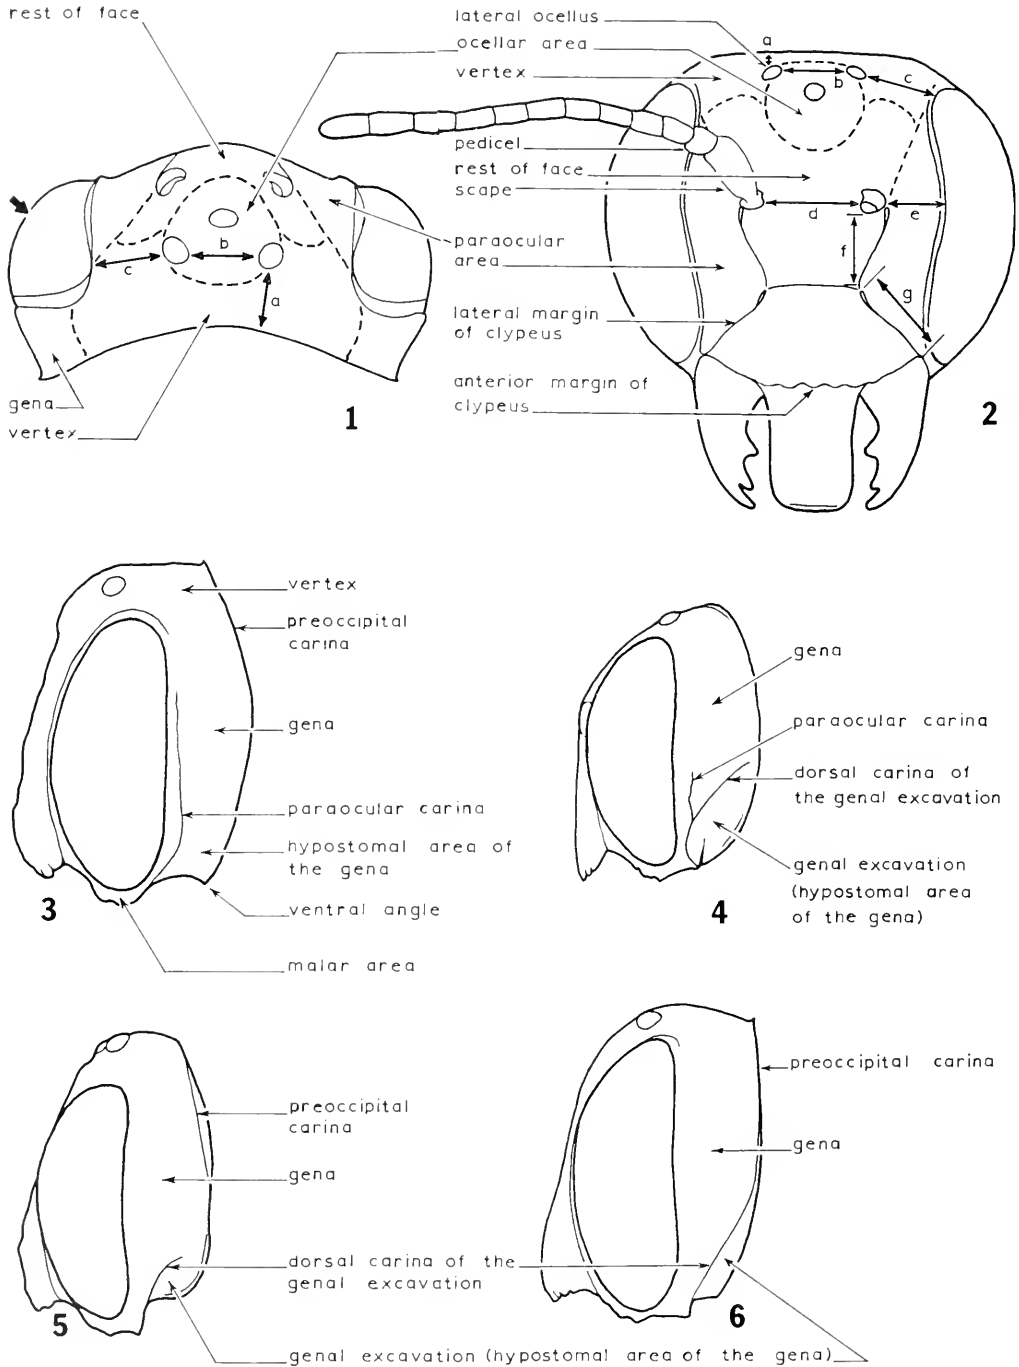 rest of face
lateral ocellus
ocellar area
vertex
a
b
c
pedicel
rest of face
scape
d
e
f
g
paraocular
area
lateral margin
of clypeus
anterior margin of
clypeus
2
a
b
c
gena
vertex
1
vertex
preoccipital
carina
gena
paraocular carina
hypostomal area of
the gena
ventral angle
malar area
3
gena
paraocular carina
dorsal carina of
the genal excavation
genal excavation
(hypostomal area
of the gena)
4
preoccipital
carina
gena
dorsal carina of the
genal excavation
genal excavation (hypostomal area of the gena)
5
preoccipital carina
gena
6